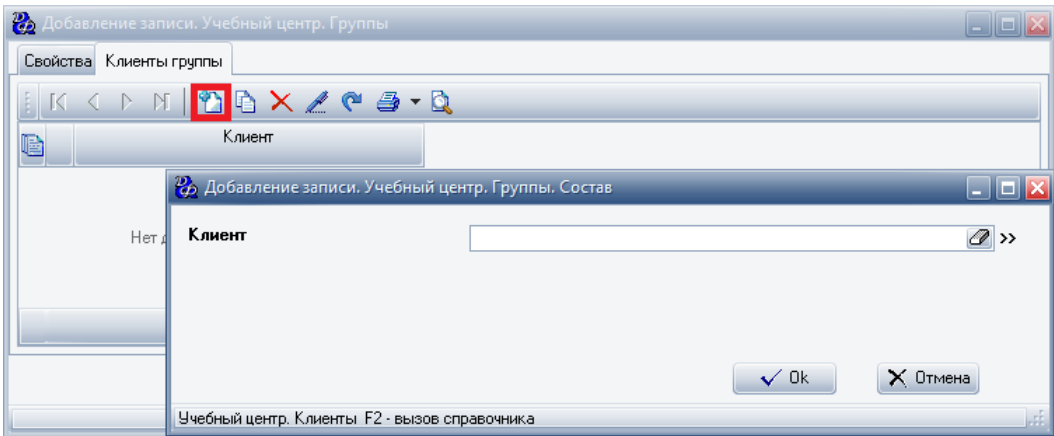 Добавление записи. Учебный центр. Группы
Свойства Клиенты группы
Клиент
Добавление записи. Учебный центр. Группы. Состав
Нет
Клиент >>
Ok Отмена
Учебный центр. Клиенты F2 - вызов справочника